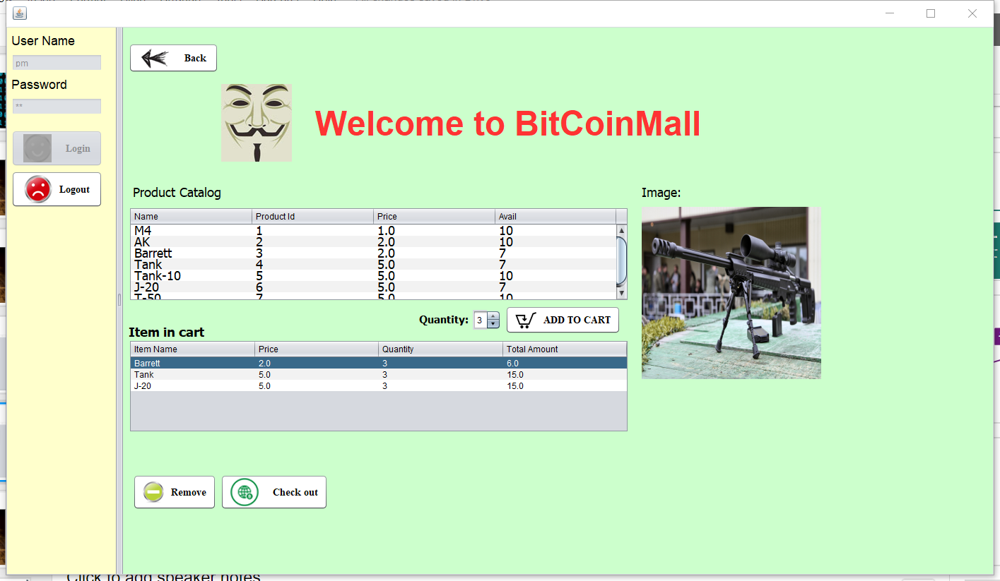 User Name
pm
Password
**
Login
Logout
Back
Welcome to BitCoinMall
Product Catalog
Name Product Id Price Avail
M4 1 1.0 10
AK 2 2.0 10
Barrett 3 2.0 7
Tank 4 5.0 7
Tank-10 5 5.0 10
J-20 6 5.0 7
T-50 7 5.0 10
Image:
Quantity: 3 ADD TO CART
Item in cart
Item Name Price Quantity Total Amount
Barrett 2.0 3 6.0
Tank 5.0 3 15.0
J-20 5.0 3 15.0
Remove
Check out
Click to add speaker notes